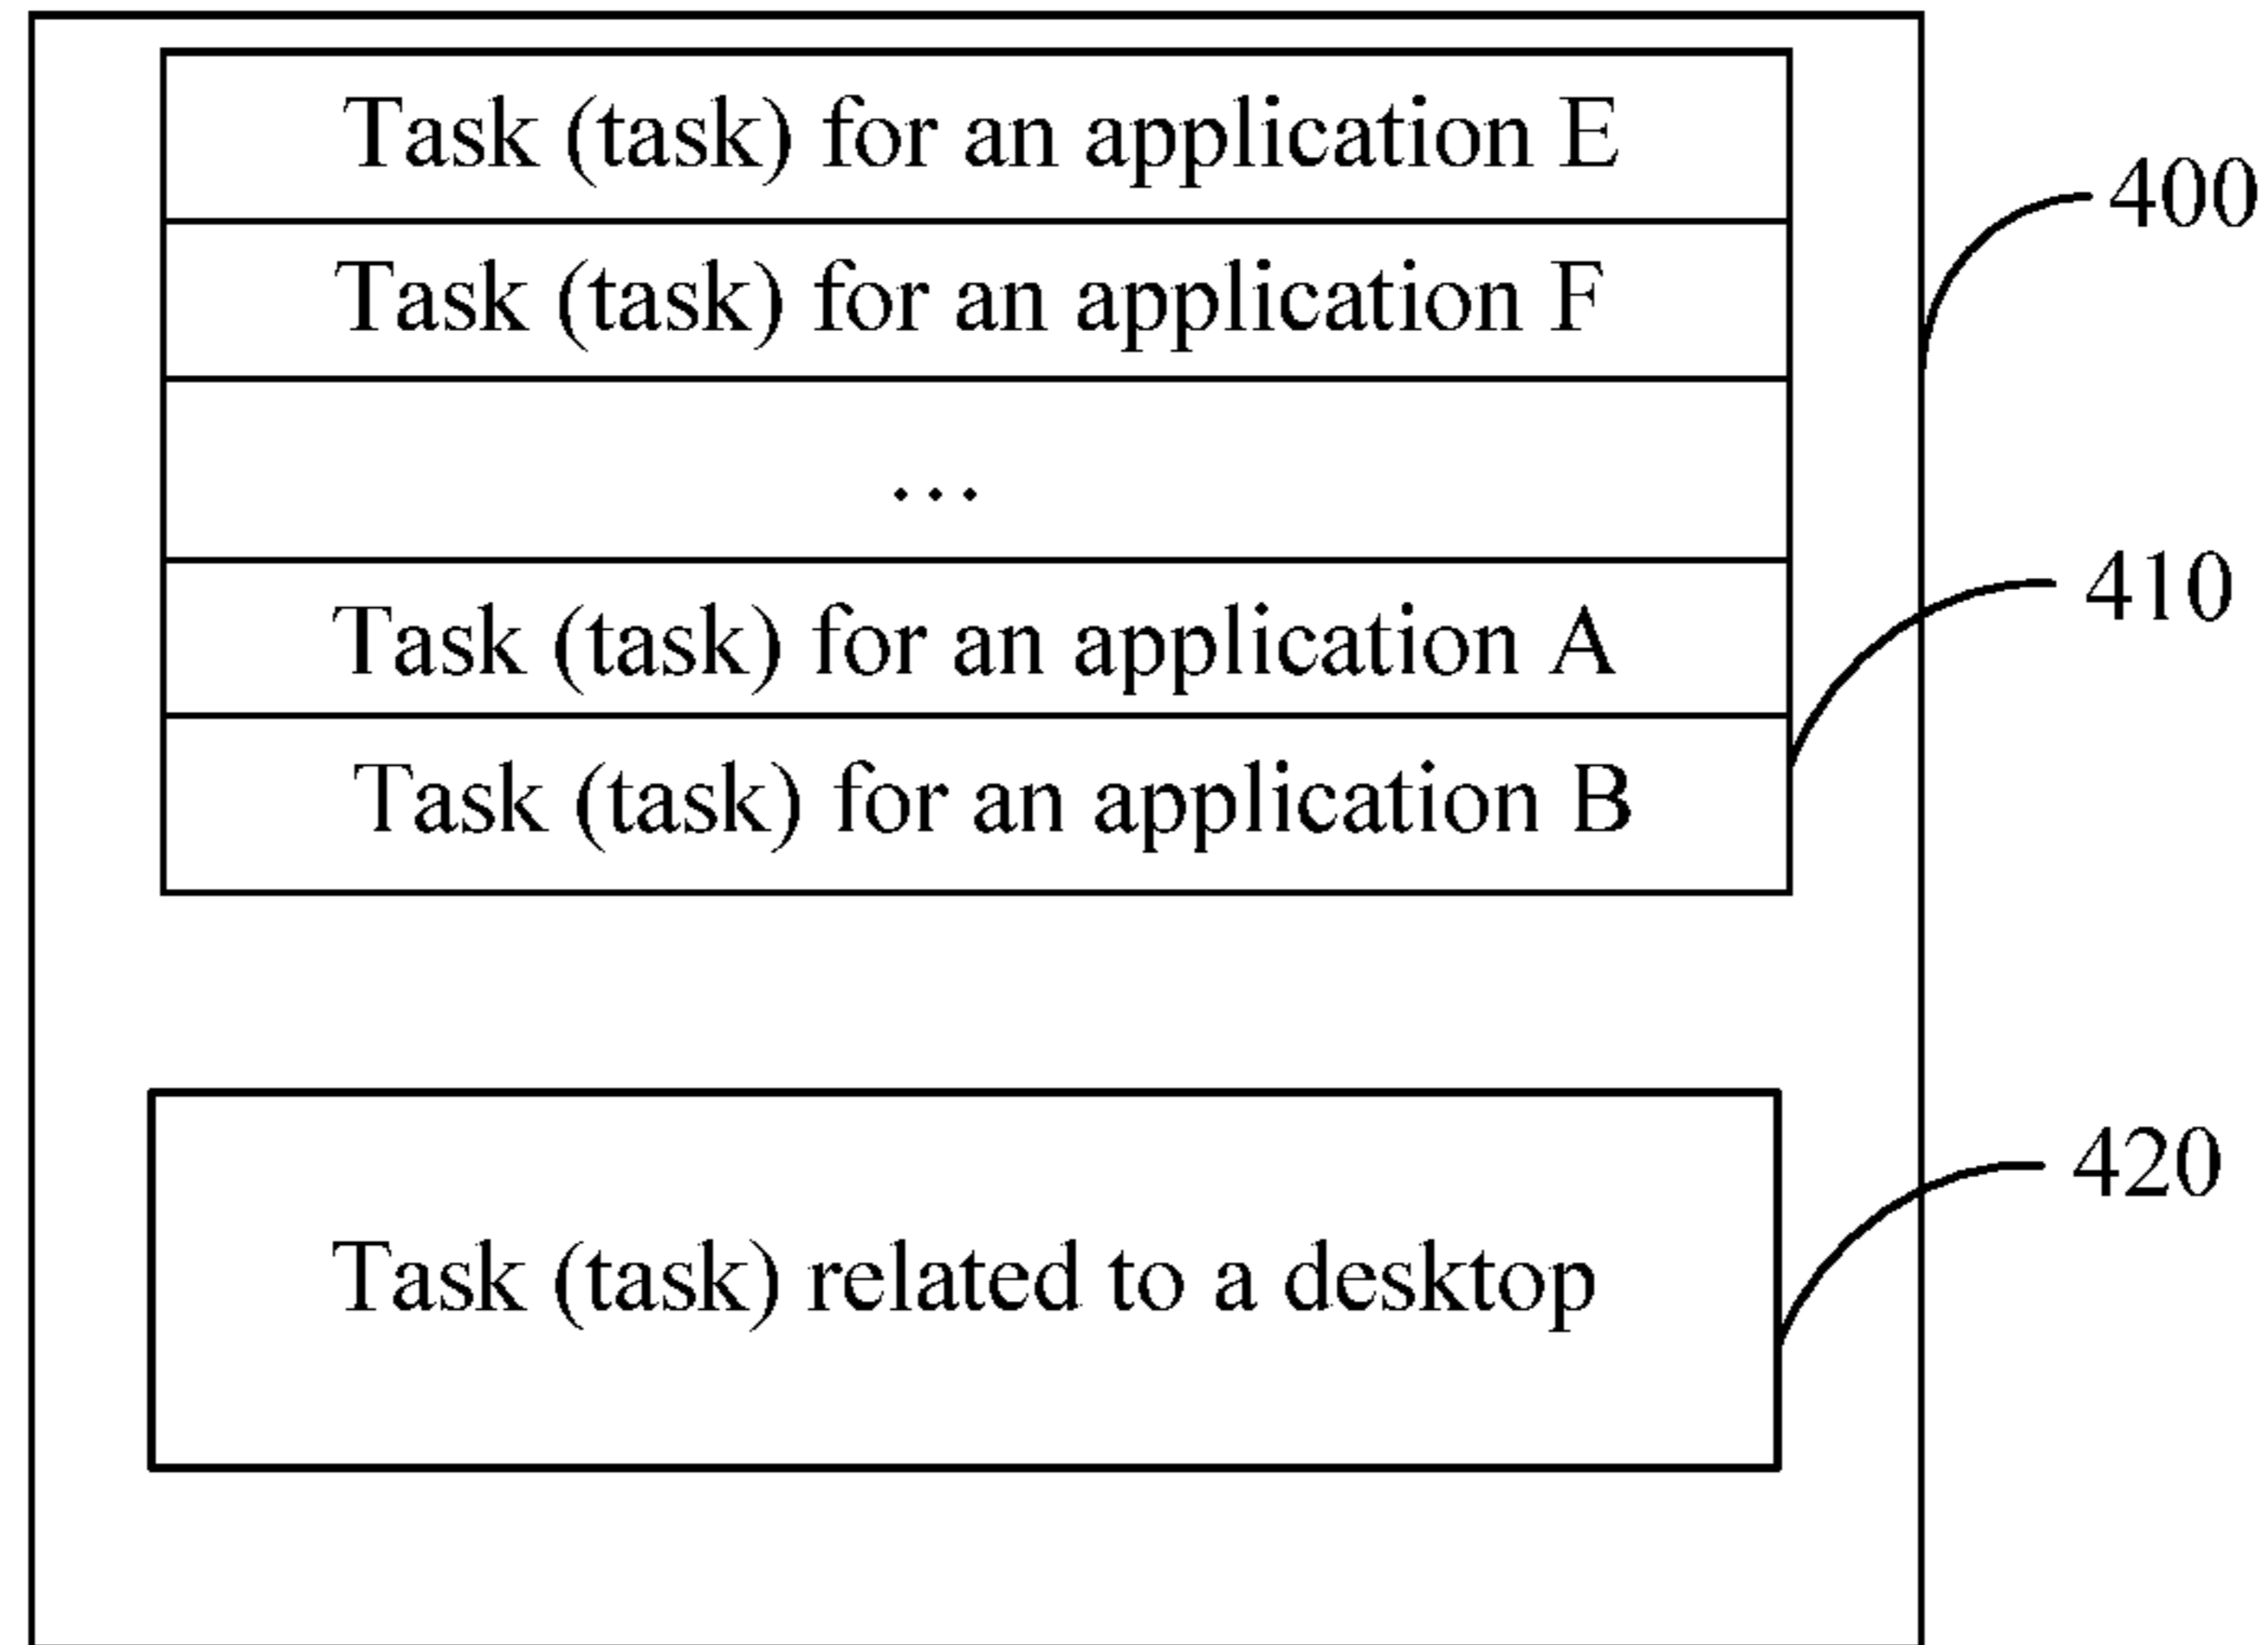 Task (task) for an application E
400
Task (task) for an application F
…
410
Task (task) for an application A
Task (task) for an application B
420
Task (task) related to a desktop